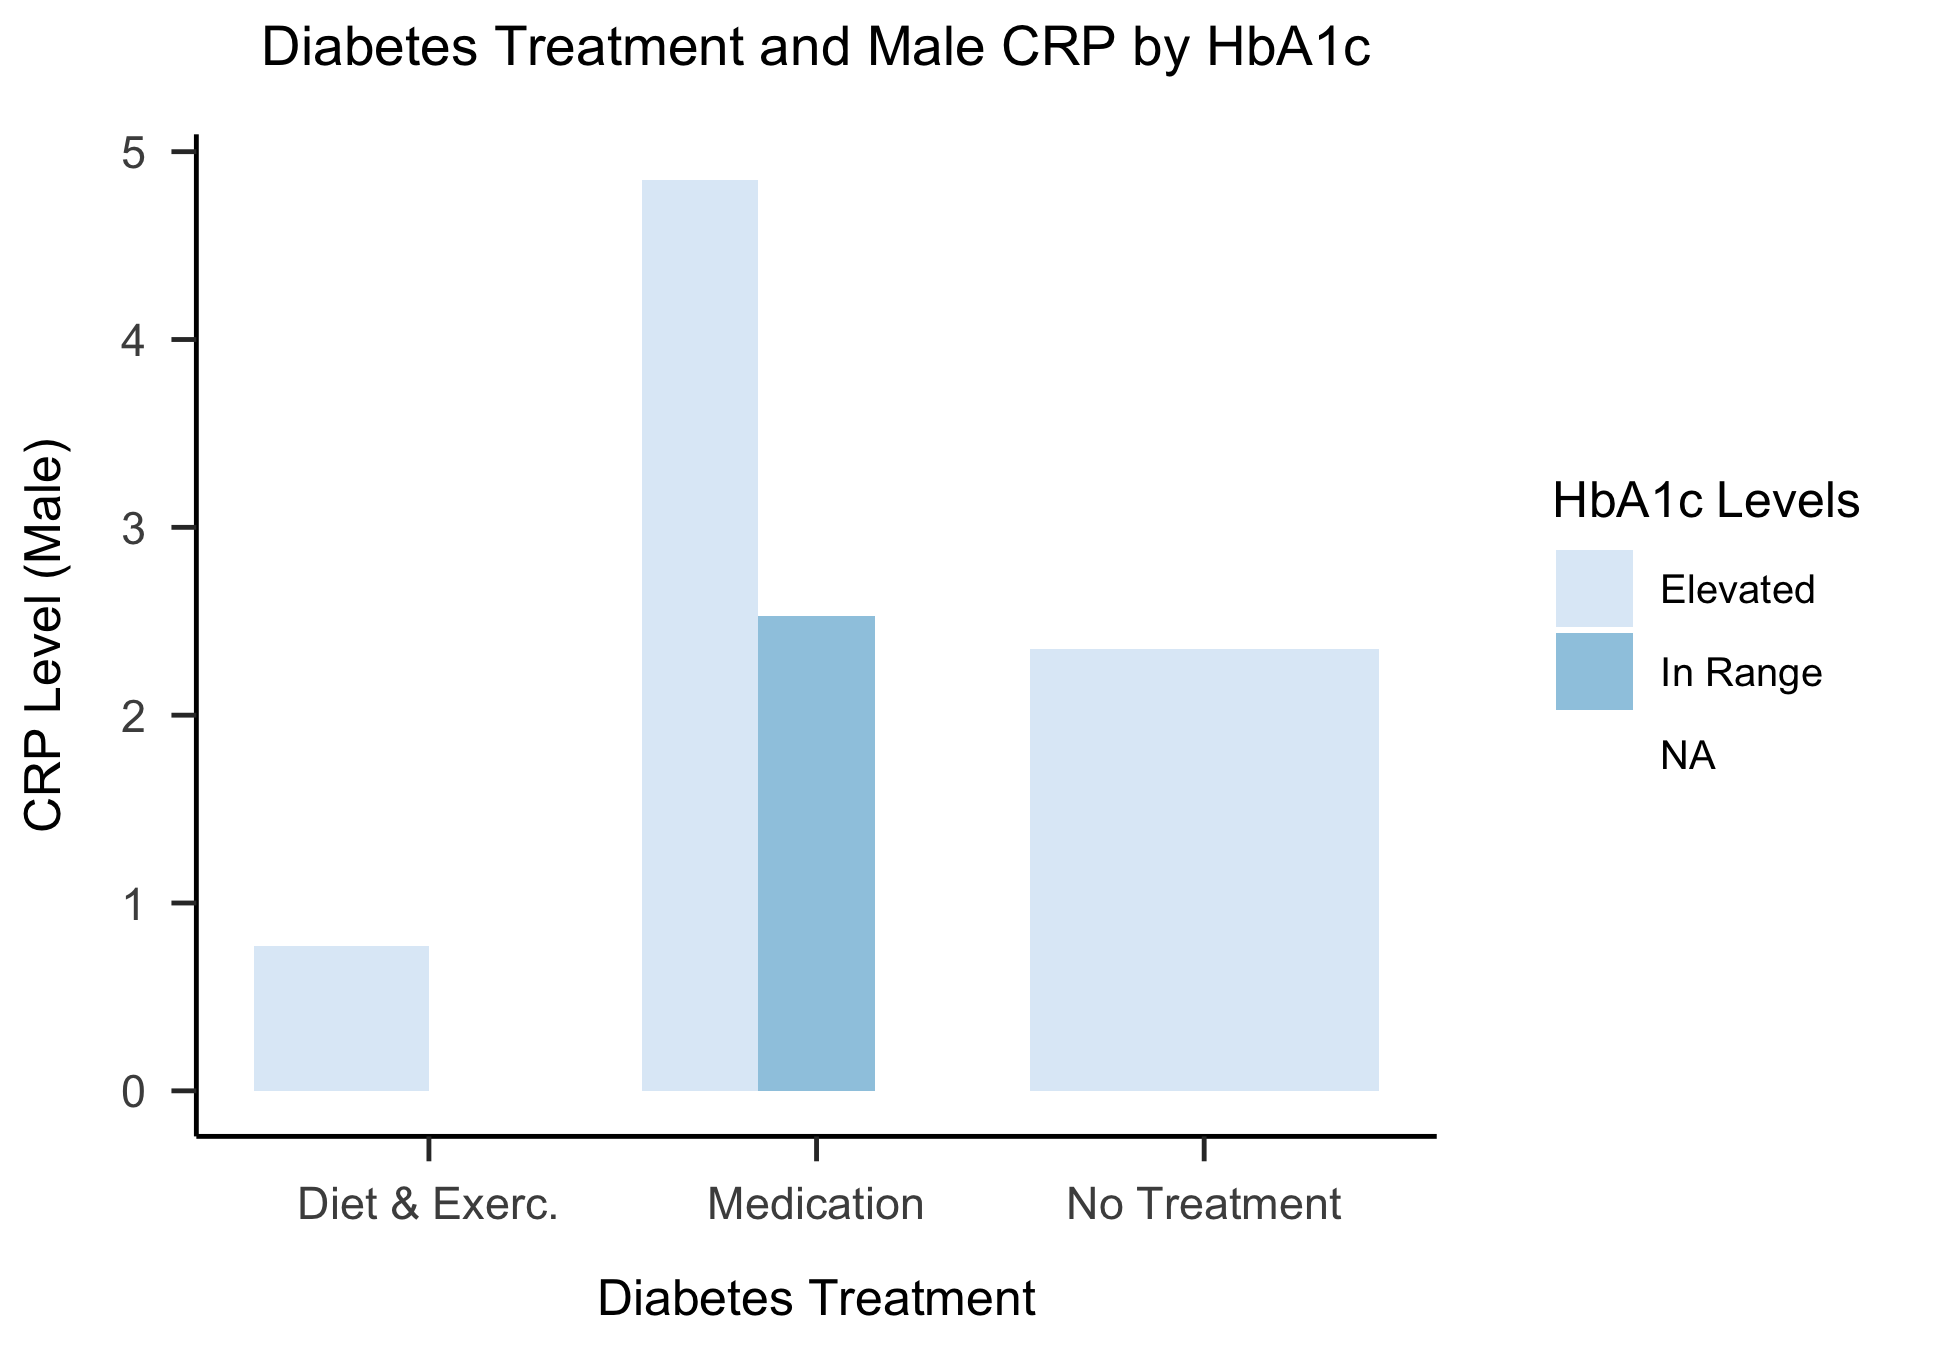 Diabetes Treatment and Male CRP by HbA1c
5
4
3
2
1
0
CRP Level (Male)
Diet & Exerc.
Medication
No Treatment
Diabetes Treatment
HbA1c Levels
Elevated
In Range
NA